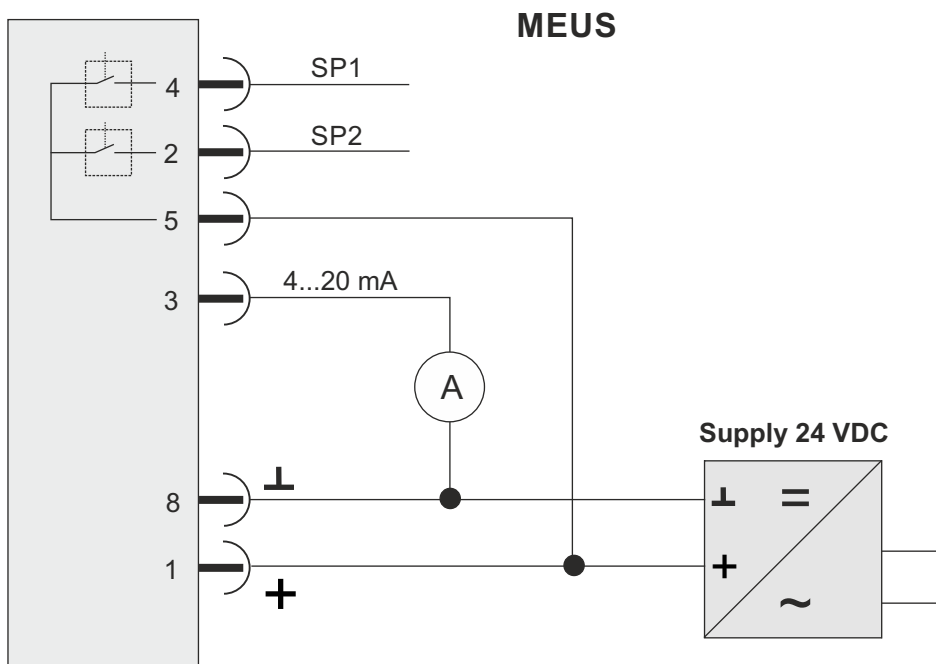 MEUS
4
SP1
2
SP2
5
3
4...20 mA
A
Supply 24 VDC
8
⊥
⊥
=
1
+
+
~